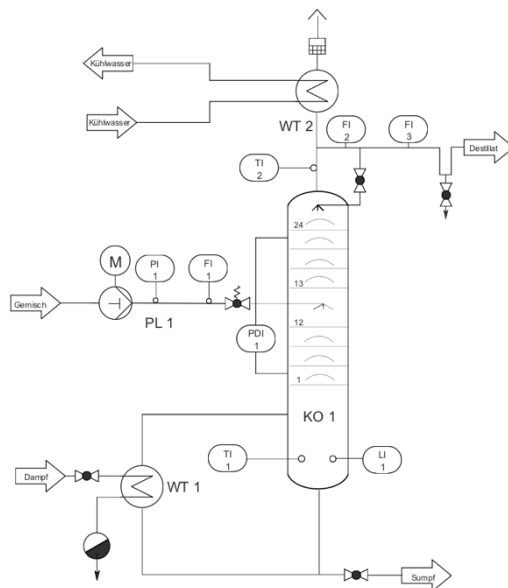 Kühlwasser
Kühlwasser
WT 2
FI
2
FI
3
Destillat
TI
2
24
M
PI
1
FI
1
13
Gemisch
PL 1
12
PDI
1
1
KO 1
TI
1
LI
1
Dampf
WT 1
Sumpf